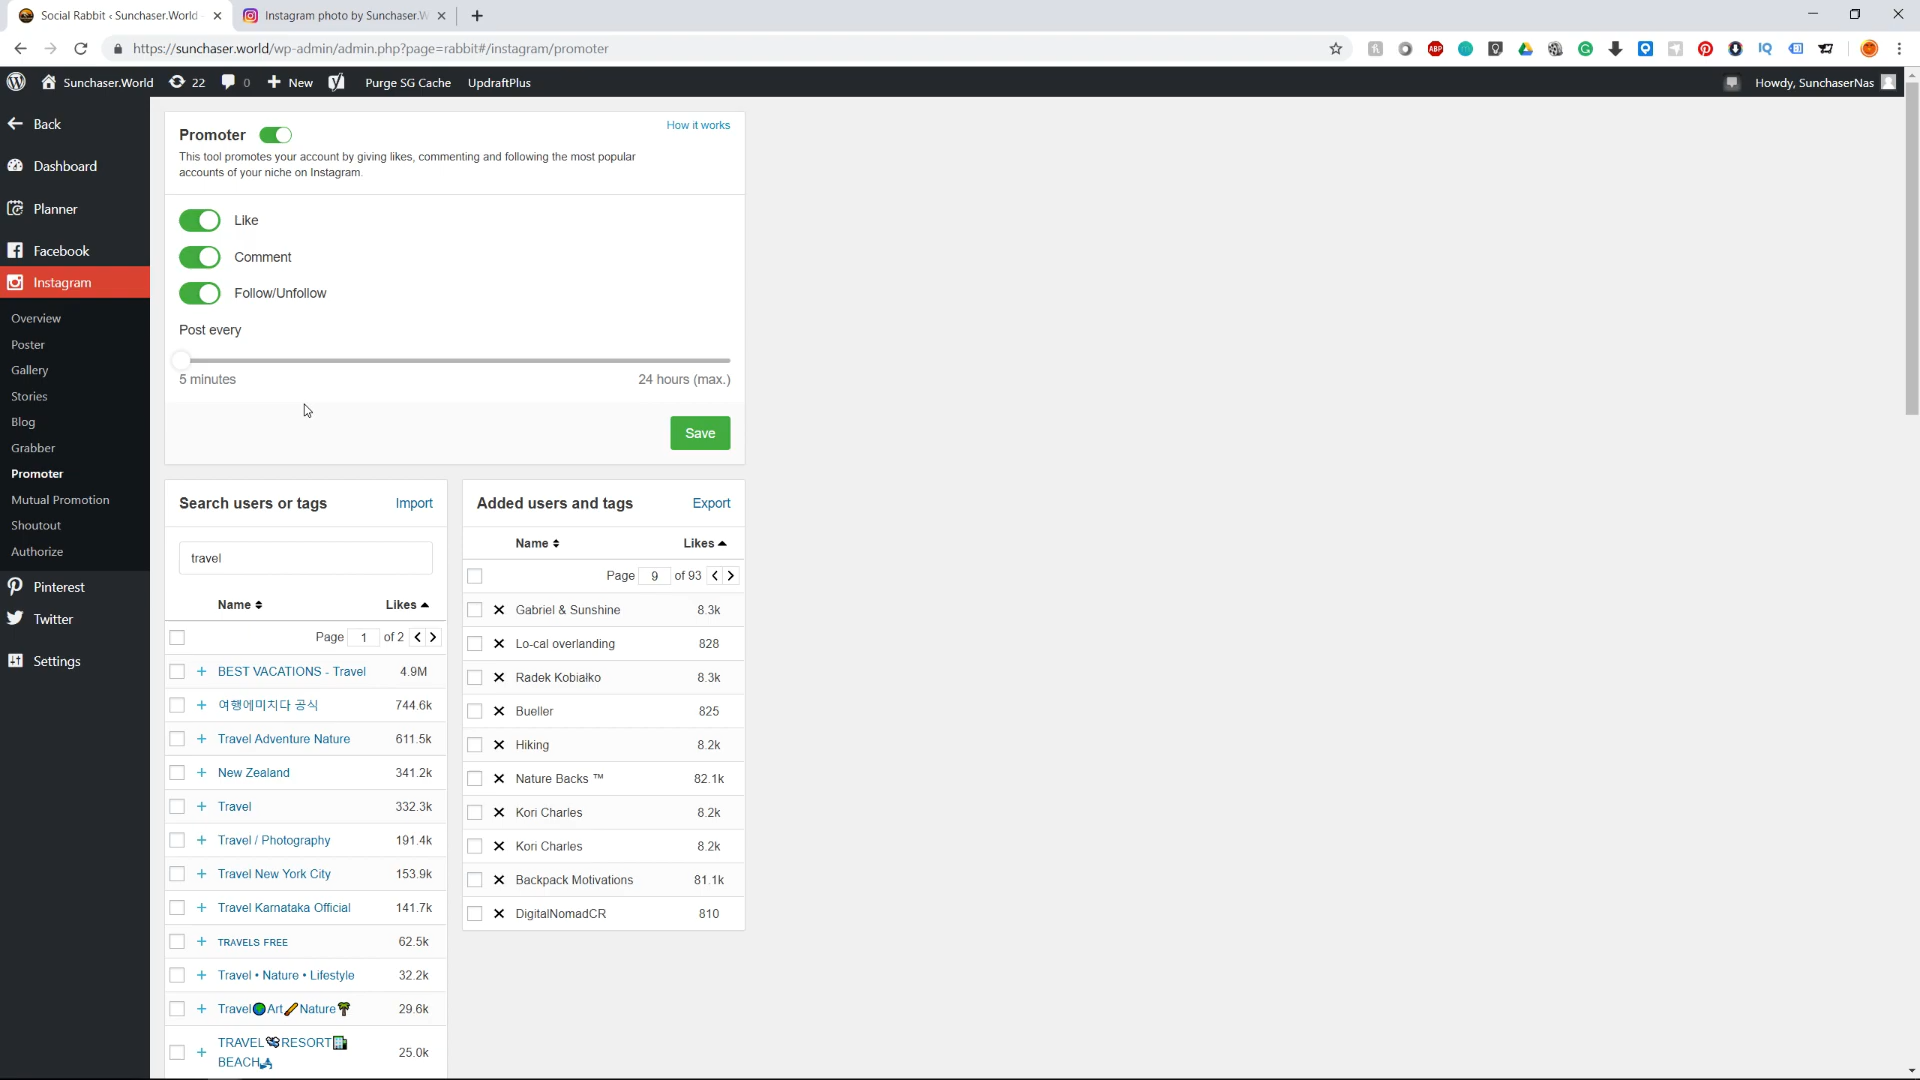 Social Rabbit ‹ Sunchaser.World
Instagram photo by Sunchaser.W
https://sunchaser.world/wp-admin/admin.php?page=rabbit#/instagram/promoter
Sunchaser.World
22
0
New
Purge SG Cache
UpdraftPlus
Howdy, SunchaserNas
Back
Dashboard
Planner
Facebook
Instagram
Overview
Poster
Gallery
Stories
Blog
Grabber
Promoter
Mutual Promotion
Shoutout
Authorize
Pinterest
Twitter
Settings
Promoter
How it works
This tool promotes your account by giving likes, commenting and following the most popular
accounts of your niche on Instagram.
Like
Comment
Follow/Unfollow
Post every
5 minutes
24 hours (max.)
Save
Search users or tags
Import
travel
Name
Likes
Page 1 of 2
BEST VACATIONS - Travel 4.9M
여행에미치다 공식 744.6k
Travel Adventure Nature 611.5k
New Zealand 341.2k
Travel 332.3k
Travel / Photography 191.4k
Travel New York City 153.9k
Travel Karnataka Official 141.7k
ᴛʀᴀᴠᴇʟs ғʀᴇᴇ 62.5k
Travel • Nature • Lifestyle 32.2k
Travel Art Nature 29.6k
TRAVEL RESORT
BEACH 25.0k
Added users and tags
Export
Name
Likes
Page 9 of 93
Gabriel & Sunshine 8.3k
Lo-cal overlanding 828
Radek Kobiałko 8.3k
Bueller 825
Hiking 8.2k
Nature Backs ™ 82.1k
Kori Charles 8.2k
Kori Charles 8.2k
Backpack Motivations 81.1k
DigitalNomadCR 810